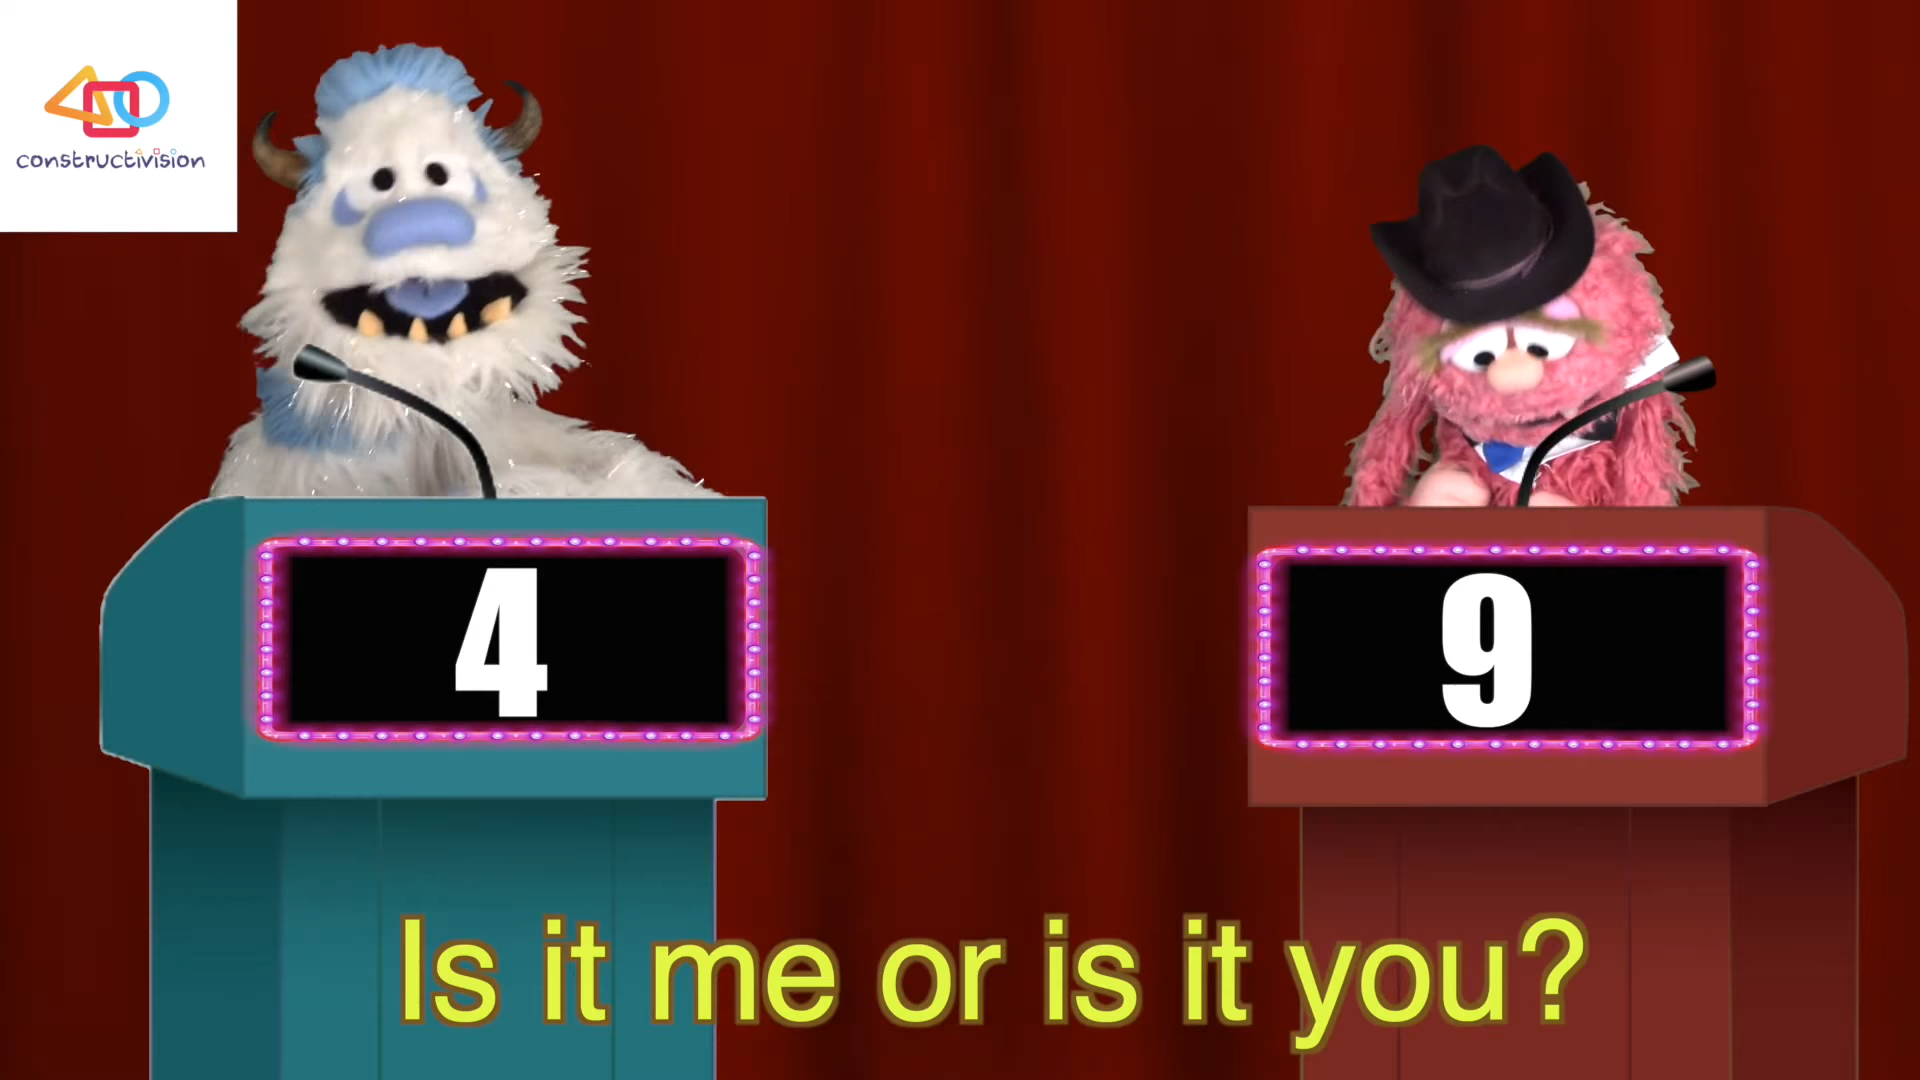 constructivision
4
9
Is it me or is it you?